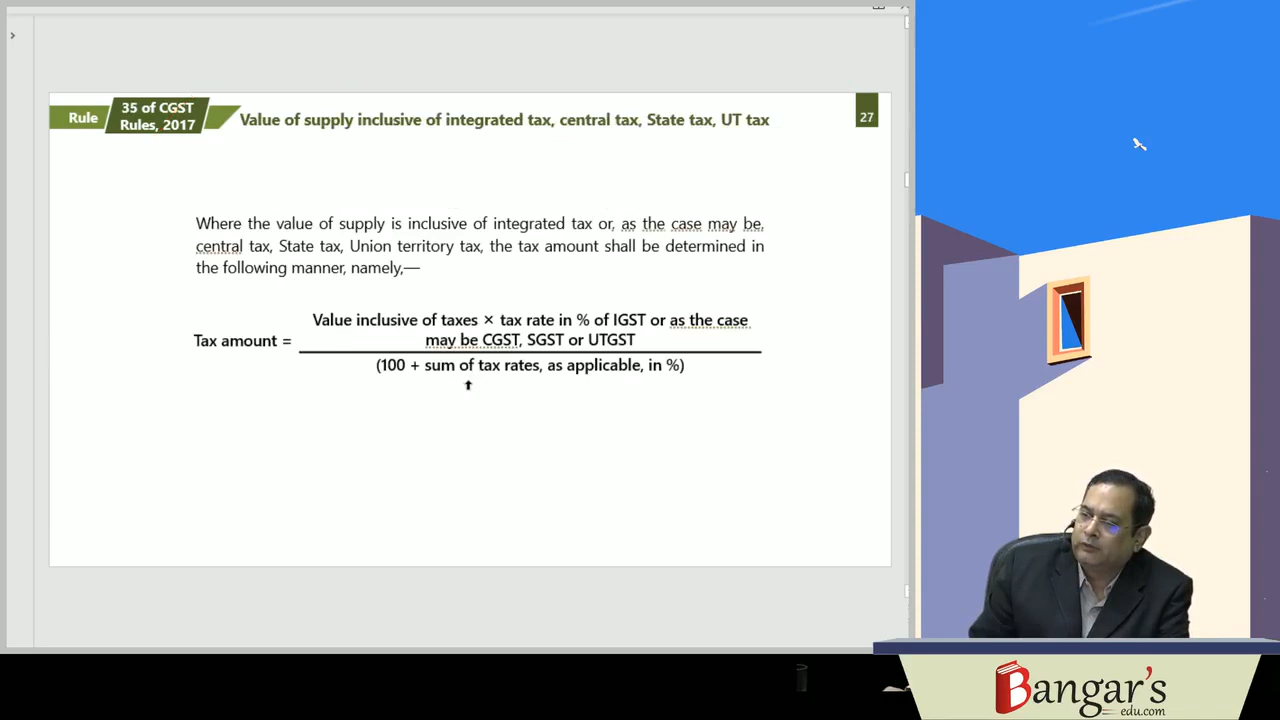 Rule
35 of CGST
Rules, 2017
Value of supply inclusive of integrated tax, central tax, State tax, UT tax
27
Where the value of supply is inclusive of integrated tax or, as the case may be,
central tax, State tax, Union territory tax, the tax amount shall be determined in
the following manner, namely,—
Value inclusive of taxes × tax rate in % of IGST or as the case
may be CGST, SGST or UTGST
Tax amount =
(100 + sum of tax rates, as applicable, in %)
Bangar's
edu.com